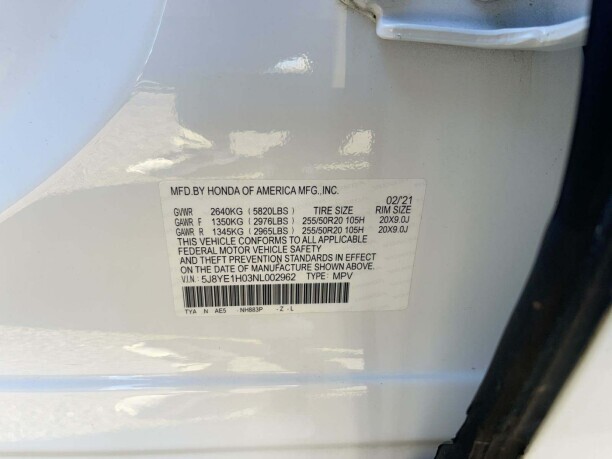 MFD.BY HONDA OF AMERICA MFG.,INC. 02/'21
GVWR 2640KG (5820LBS) TIRE SIZE RIM SIZE
GAWR F 1350KG (2976LBS) 255/50R20 105H 20X9.0J
GAWR R 1345KG (2965LBS) 255/50R20 105H 20X9.0J
THIS VEHICLE CONFORMS TO ALL APPLICABLE
FEDERAL MOTOR VEHICLE SAFETY
AND THEFT PREVENTION STANDARDS IN EFFECT
ON THE DATE OF MANUFACTURE SHOWN ABOVE.
V.I.N: 5J8YE1H03NL002962 TYPE: MPV
TYA N AE5 NH883P -Z -L